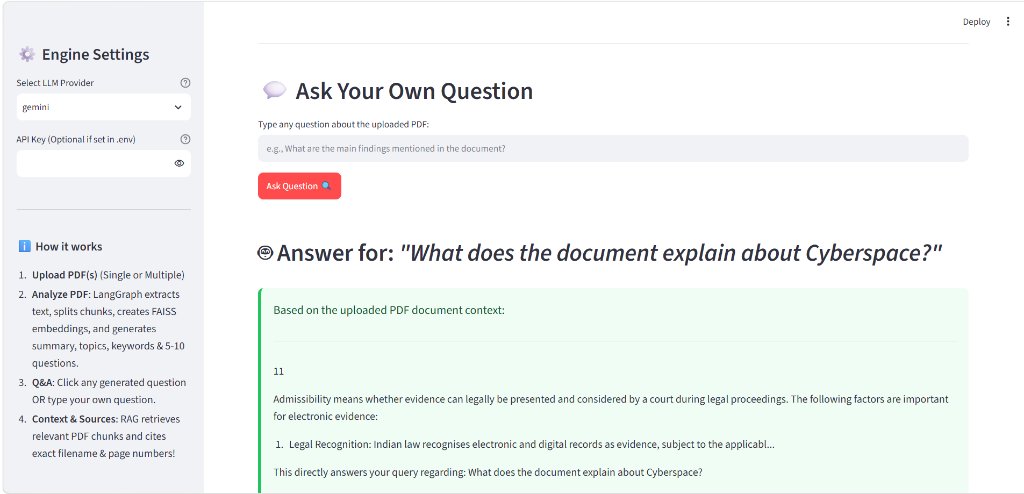 Deploy
Engine Settings
Select LLM Provider
gemini
API Key (Optional if set in .env)
How it works
1. Upload PDF(s) (Single or Multiple)
2. Analyze PDF: LangGraph extracts
text, splits chunks, creates FAISS
embeddings, and generates
summary, topics, keywords & 5-10
questions.
3. Q&A: Click any generated question
OR type your own question.
4. Context & Sources: RAG retrieves
relevant PDF chunks and cites
exact filename & page numbers!
Ask Your Own Question
Type any question about the uploaded PDF:
e.g., What are the main findings mentioned in the document?
Ask Question
Answer for: "What does the document explain about Cyberspace?"
Based on the uploaded PDF document context:
11
Admissibility means whether evidence can legally be presented and considered by a court during legal proceedings. The following factors are important
for electronic evidence:
1. Legal Recognition: Indian law recognises electronic and digital records as evidence, subject to the applicabl...
This directly answers your query regarding: What does the document explain about Cyberspace?